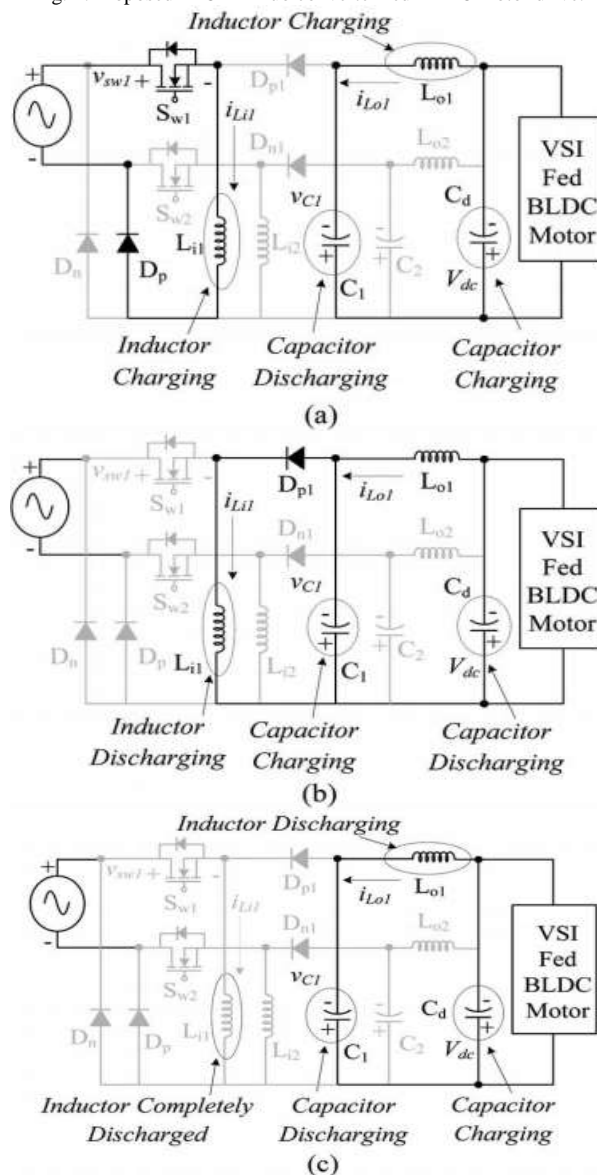 Inductor Charging
v_sw1 +
-
D_p1
+
S_w1
i_Li1
i_Lo1
L_o1
-
D_n1
L_o2
VSI
Fed
BLDC
Motor
S_w2
v_C1
C_d
D_n
D_p
L_i1
L_i2
C_1
C_2
V_dc
Inductor
Charging
Capacitor
Discharging
Capacitor
Charging
(a)
+
v_sw1 +
-
S_w1
D_p1
i_Li1
i_Lo1
L_o1
-
D_n1
L_o2
VSI
Fed
BLDC
Motor
S_w2
v_C1
C_d
D_n
D_p
L_i1
L_i2
C_1
C_2
V_dc
Inductor
Discharging
Capacitor
Charging
Capacitor
Discharging
(b)
Inductor Discharging
+
v_sw1 +
-
S_w1
D_p1
i_Li1
i_Lo1
L_o1
-
D_n1
L_o2
VSI
Fed
BLDC
Motor
S_w2
v_C1
C_d
D_n
D_p
L_i1
L_i2
C_1
C_2
V_dc
Inductor Completely
Discharged
Capacitor
Discharging
Capacitor
Charging
(c)